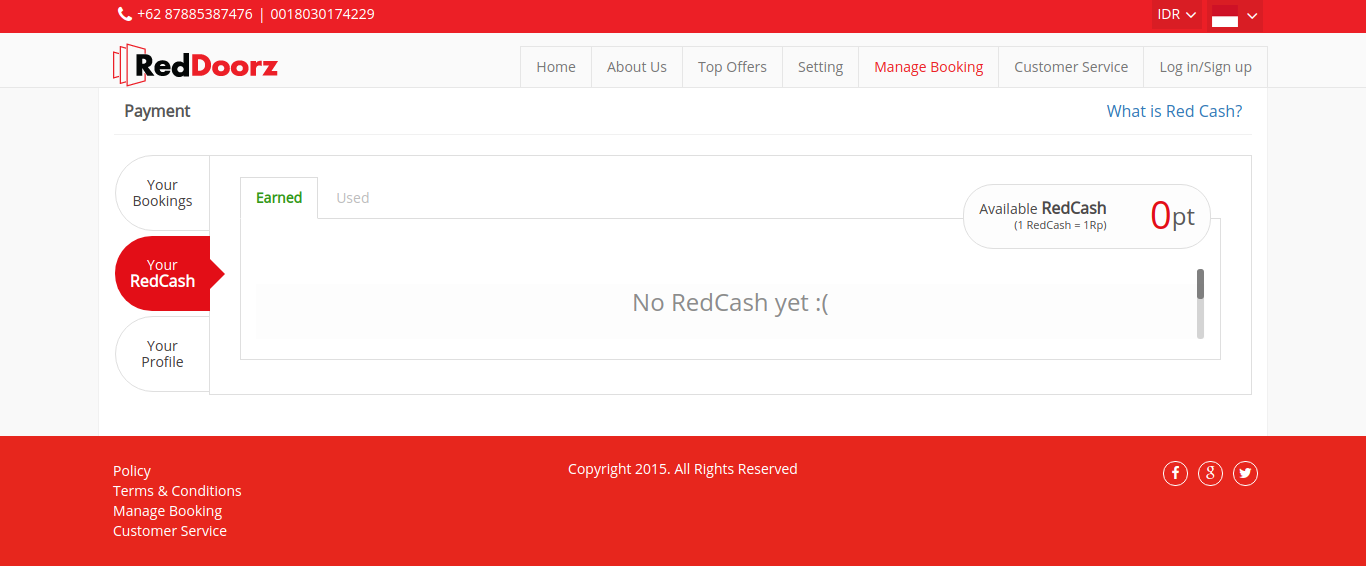 +62 87885387476 | 0018030174229
IDR
RedDoorz
Home
About Us
Top Offers
Setting
Manage Booking
Customer Service
Log in/Sign up
Payment
What is Red Cash?
Your
Bookings
Your
RedCash
Your
Profile
Earned
Used
Available RedCash
(1 RedCash = 1Rp)
0pt
No RedCash yet :(
Policy
Terms & Conditions
Manage Booking
Customer Service
Copyright 2015. All Rights Reserved